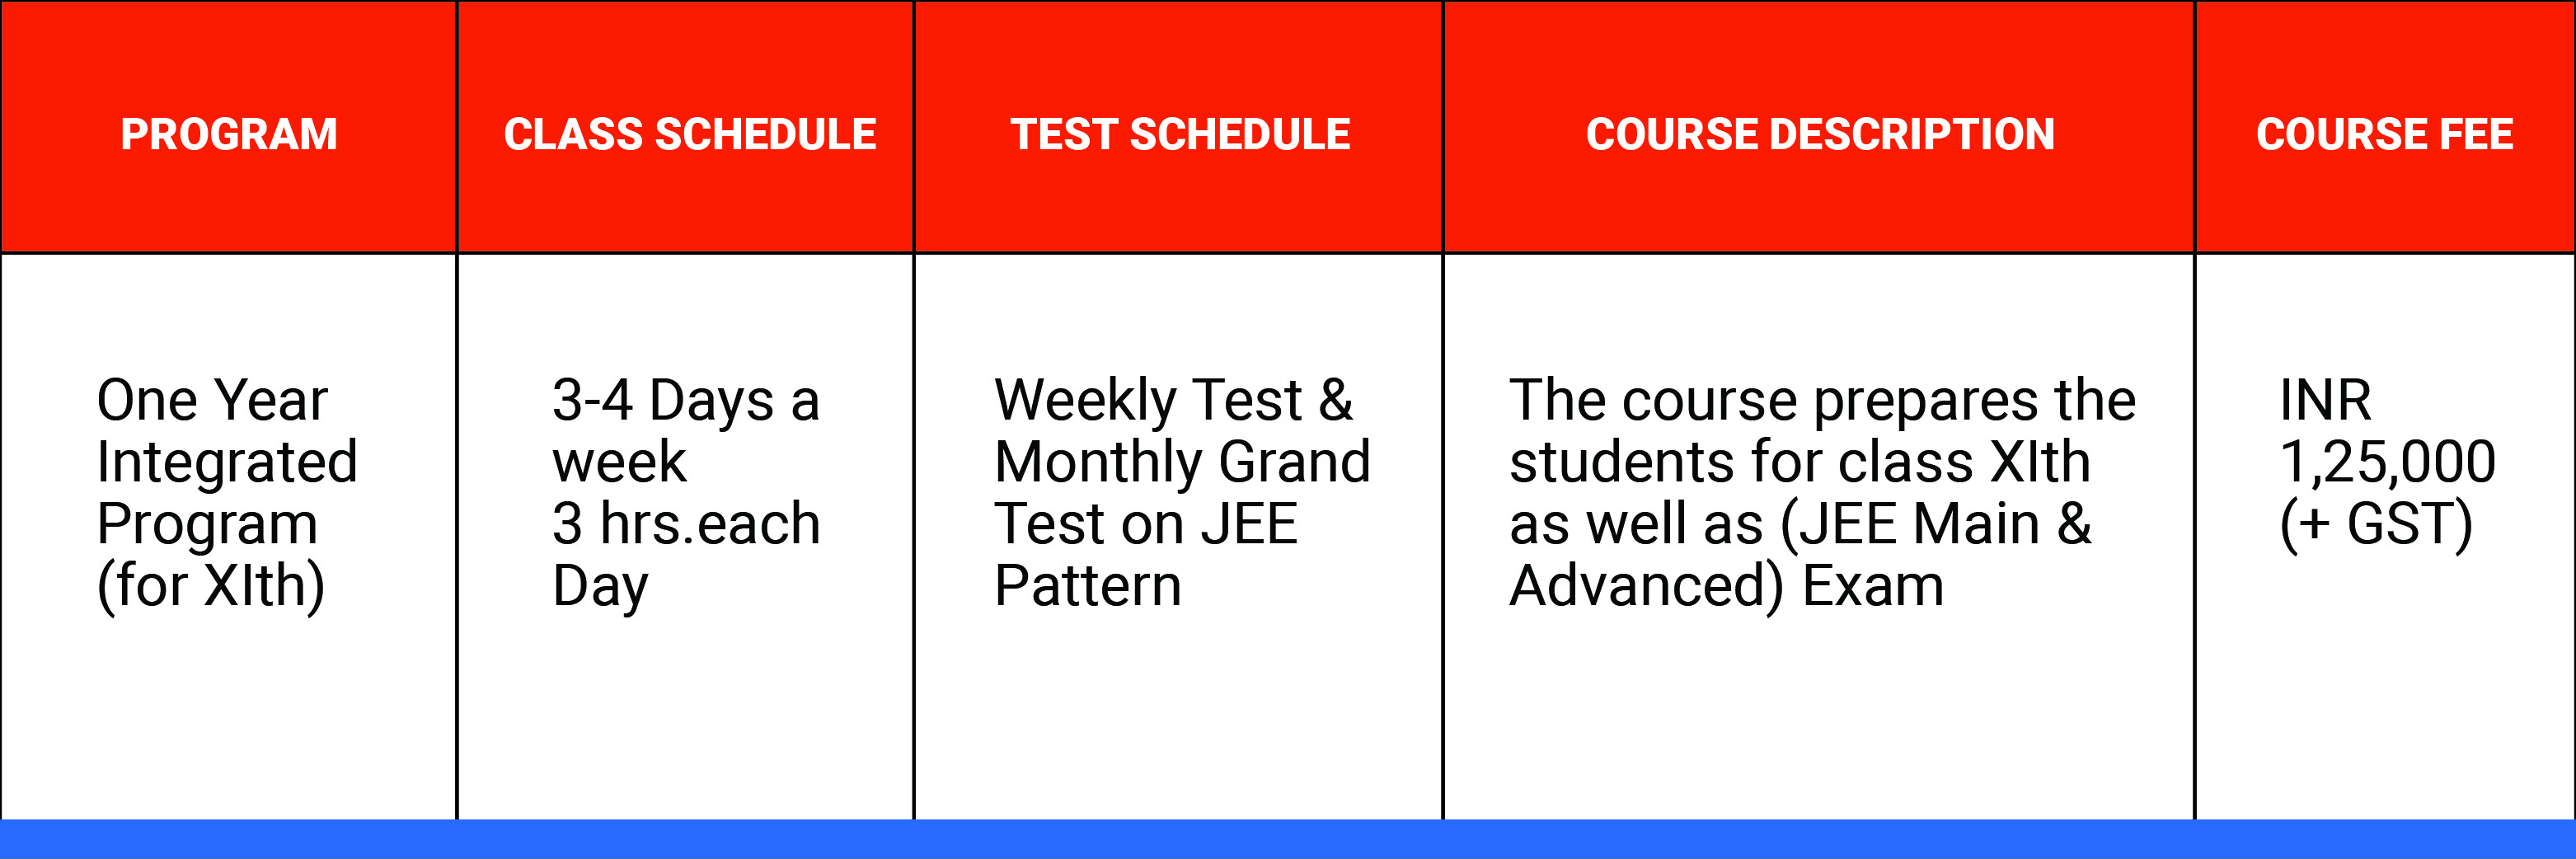 PROGRAM
CLASS SCHEDULE
TEST SCHEDULE
COURSE DESCRIPTION
COURSE FEE
One Year
Integrated
Program
(for XIth)
3-4 Days a
week
3 hrs.each
Day
Weekly Test &
Monthly Grand
Test on JEE
Pattern
The course prepares the
students for class XIth
as well as (JEE Main &
Advanced) Exam
INR
1,25,000
(+ GST)